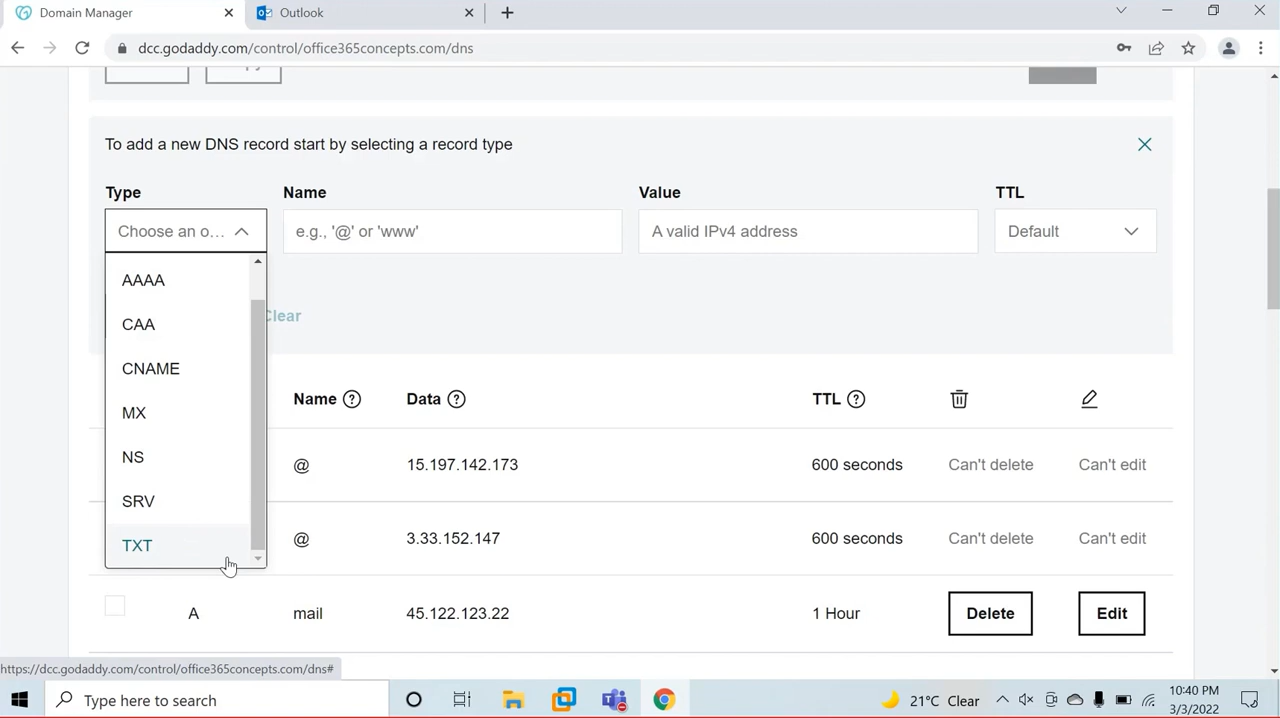 Domain Manager
Outlook
dcc.godaddy.com/control/office365concepts.com/dns
To add a new DNS record start by selecting a record type
Type Name Value TTL
Choose an o... e.g., '@' or 'www' A valid IPv4 address Default
AAAA
CAA
Clear
CNAME
MX
NS
SRV
TXT
Name ? Data ? TTL ?
@ 15.197.142.173 600 seconds Can't delete Can't edit
@ 3.33.152.147 600 seconds Can't delete Can't edit
A mail 45.122.123.22 1 Hour Delete Edit
https://dcc.godaddy.com/control/office365concepts.com/dns#
Type here to search
21°C Clear
10:40 PM
3/3/2022